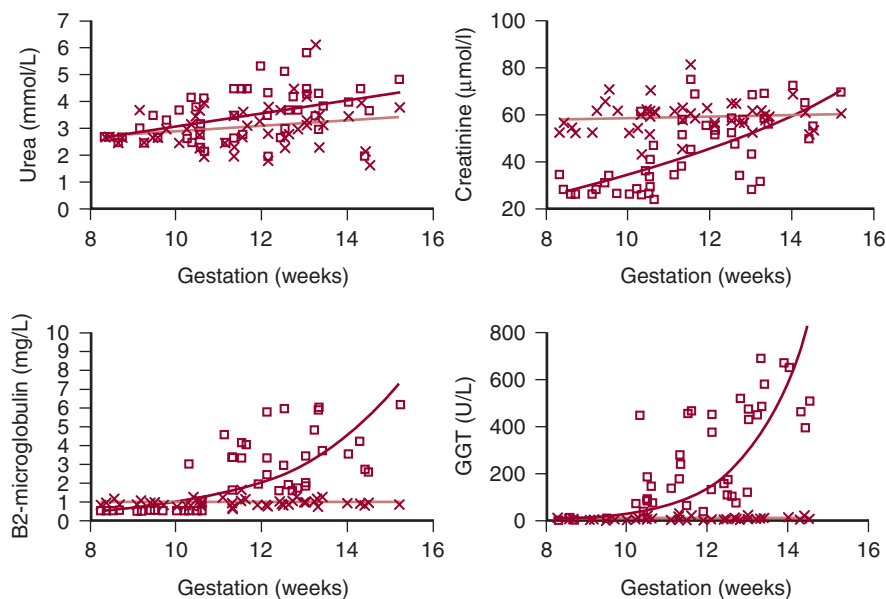 7
6
5
4
3
2
1
0
Urea (mmol/L)
8 10 12 14 16
Gestation (weeks)
100
80
60
40
20
Creatinine (μmol/l)
8 10 12 14 16
Gestation (weeks)
10
9
8
7
6
5
4
3
2
1
0
B2-microglobulin (mg/L)
8 10 12 14 16
Gestation (weeks)
800
600
400
200
0
GGT (U/L)
8 10 12 14 16
Gestation (weeks)